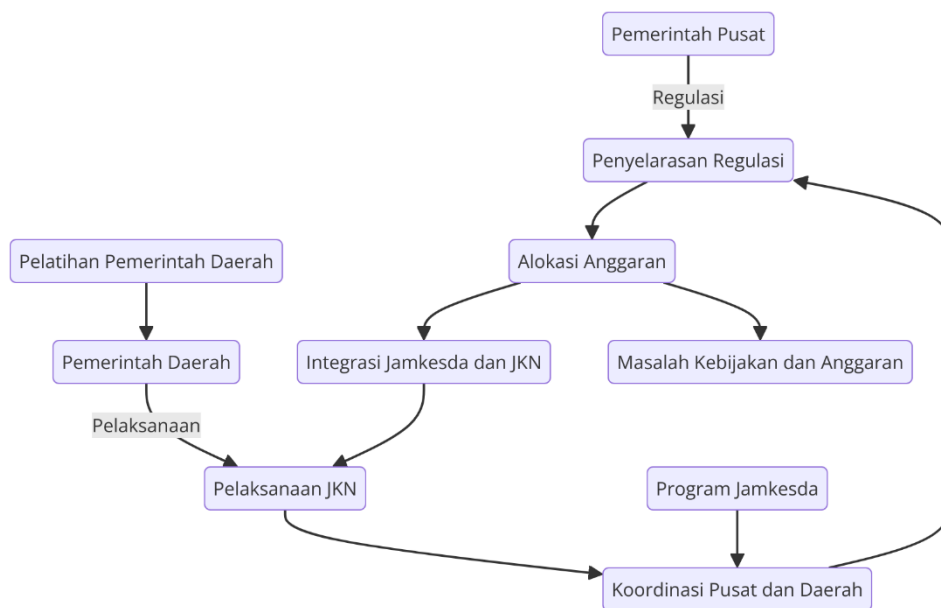 Pemerintah Pusat
Regulasi
Penyelarasan Regulasi
Pelatihan Pemerintah Daerah
Alokasi Anggaran
Pemerintah Daerah
Integrasi Jamkesda dan JKN
Masalah Kebijakan dan Anggaran
Pelaksanaan
Pelaksanaan JKN
Program Jamkesda
Koordinasi Pusat dan Daerah